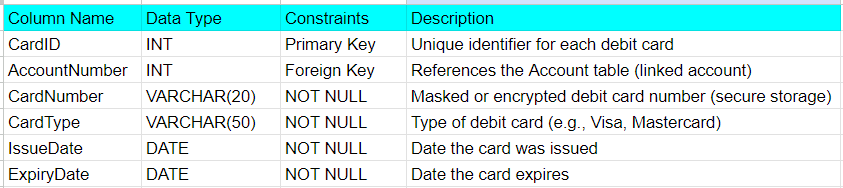 Column Name Data Type Constraints Description
CardID INT Primary Key Unique identifier for each debit card
AccountNumber INT Foreign Key References the Account table (linked account)
CardNumber VARCHAR(20) NOT NULL Masked or encrypted debit card number (secure storage)
CardType VARCHAR(50) NOT NULL Type of debit card (e.g., Visa, Mastercard)
IssueDate DATE NOT NULL Date the card was issued
ExpiryDate DATE NOT NULL Date the card expires